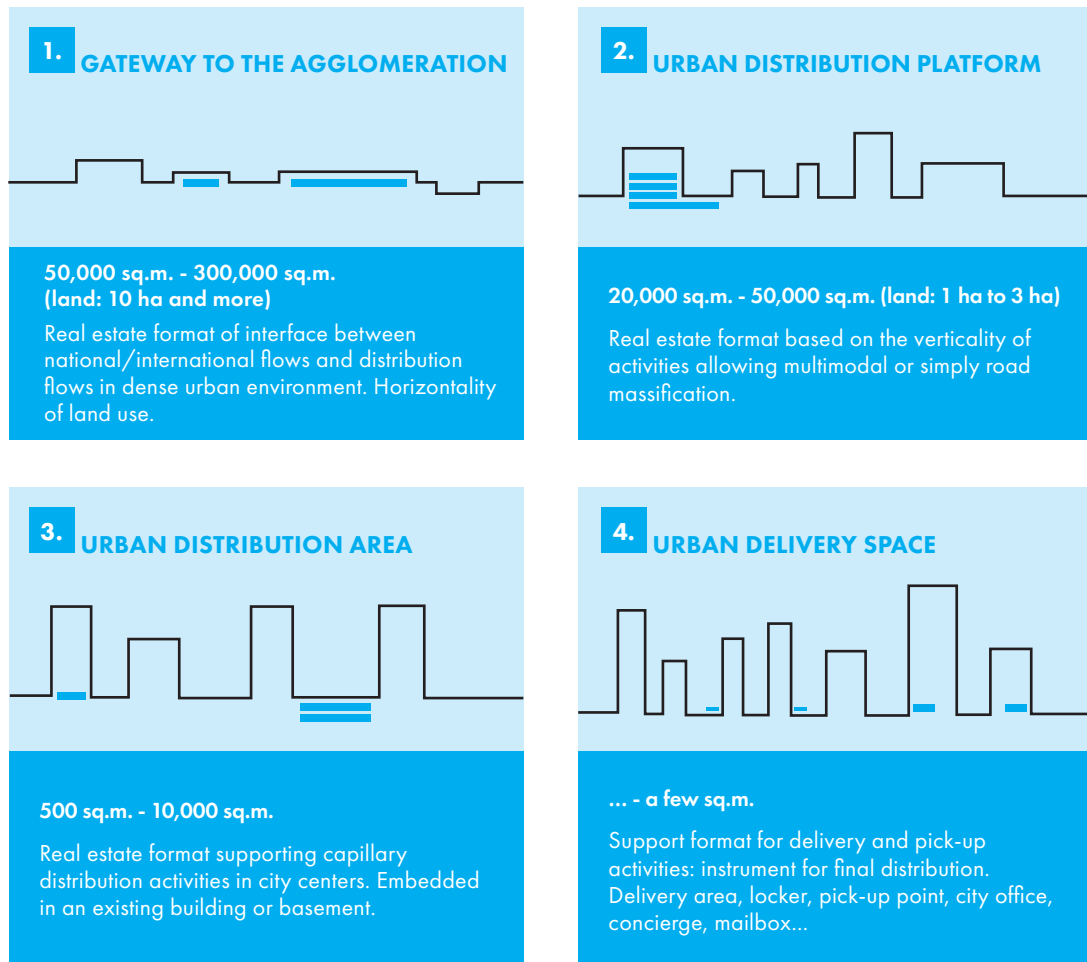 1. GATEWAY TO THE AGGLOMERATION
50,000 sq.m. - 300,000 sq.m.
(land: 10 ha and more)
Real estate format of interface between
national/international flows and distribution
flows in dense urban environment. Horizontality
of land use.
2. URBAN DISTRIBUTION PLATFORM
20,000 sq.m. - 50,000 sq.m. (land: 1 ha to 3 ha)
Real estate format based on the verticality of
activities allowing multimodal or simply road
massification.
3. URBAN DISTRIBUTION AREA
500 sq.m. - 10,000 sq.m.
Real estate format supporting capillary
distribution activities in city centers. Embedded
in an existing building or basement.
4. URBAN DELIVERY SPACE
... - a few sq.m.
Support format for delivery and pick-up
activities: instrument for final distribution.
Delivery area, locker, pick-up point, city office,
concierge, mailbox...